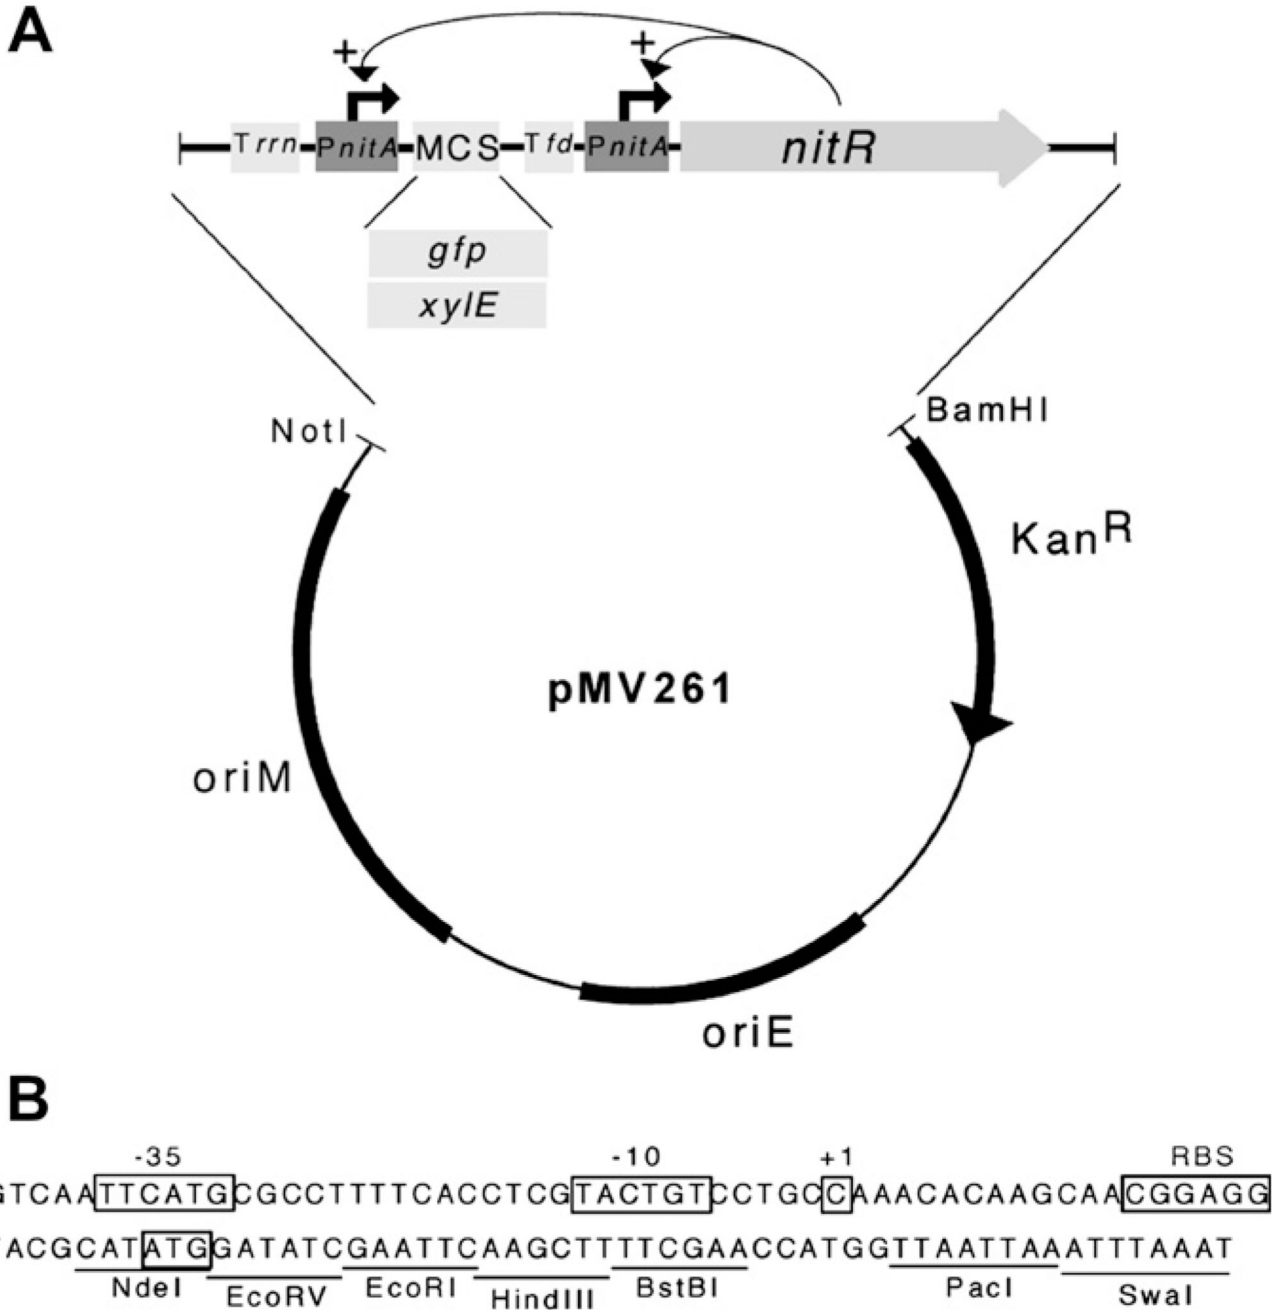 A
+ +
Trrn PnitA MCS Tfd PnitA nitR
gfp
xylE
NotI BamHI
KanR
pMV261
oriM
oriE
B
-35 -10 +1 RBS
GTCAATTCATGCGCCTTTTCACCTCGTACTGTCCTGCCAAACACAAGCAACGGAGG
TACGCATATGGATATCGAATTCAAGCTTTTCGAACCATGGTTAATTAAATTTAAAT
NdeI EcoRV EcoRI HindIII BstBI PacI SwaI